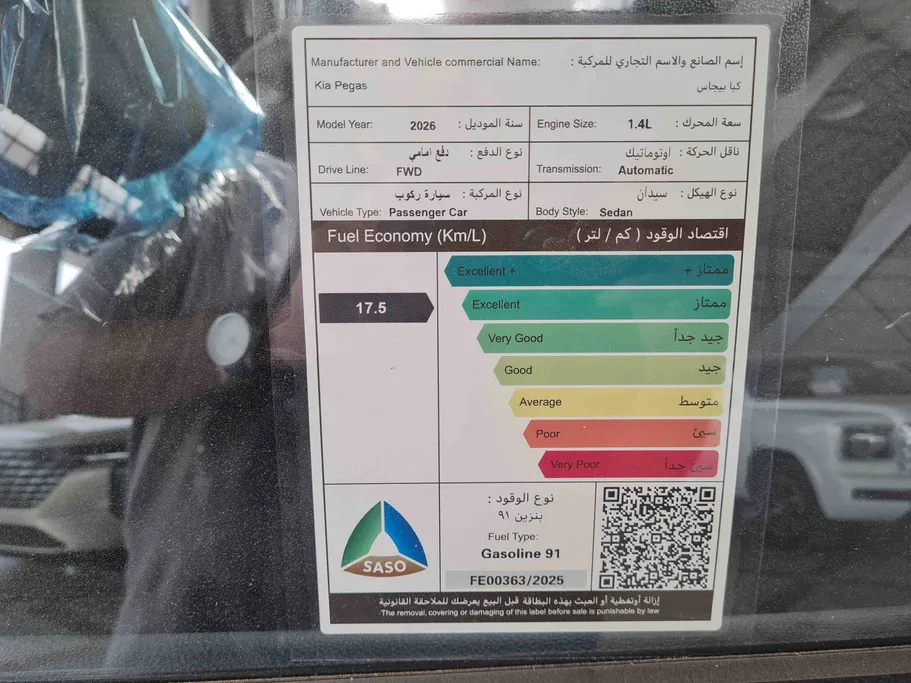 Manufacturer and Vehicle commercial Name: إسم الصانع والاسم التجاري للمركبة :
Kia Pegas كيا بيجاس
Model Year: 2026 سنة الموديل :
Engine Size: 1.4L سعة المحرك :
نوع الدفع : دفع امامي
Drive Line: FWD
ناقل الحركة : اوتوماتيك
Transmission: Automatic
نوع المركبة : سيارة ركوب
Vehicle Type: Passenger Car
نوع الهيكل : سيدان
Body Style: Sedan
Fuel Economy (Km/L) اقتصاد الوقود ( كم / لتر )
17.5
Excellent + ممتاز +
Excellent ممتاز
Very Good جيد جداً
Good جيد
Average متوسط
Poor سيئ
Very Poor سيئ جداً
SASO
نوع الوقود :
بنزين ٩١
Fuel Type:
Gasoline 91
FE00363/2025
إزالة أوتغطية أو العبث بهذه البطاقة قبل البيع يعرضك للملاحقة القانونية
The removal, covering or damaging of this label before sale is punishable by law